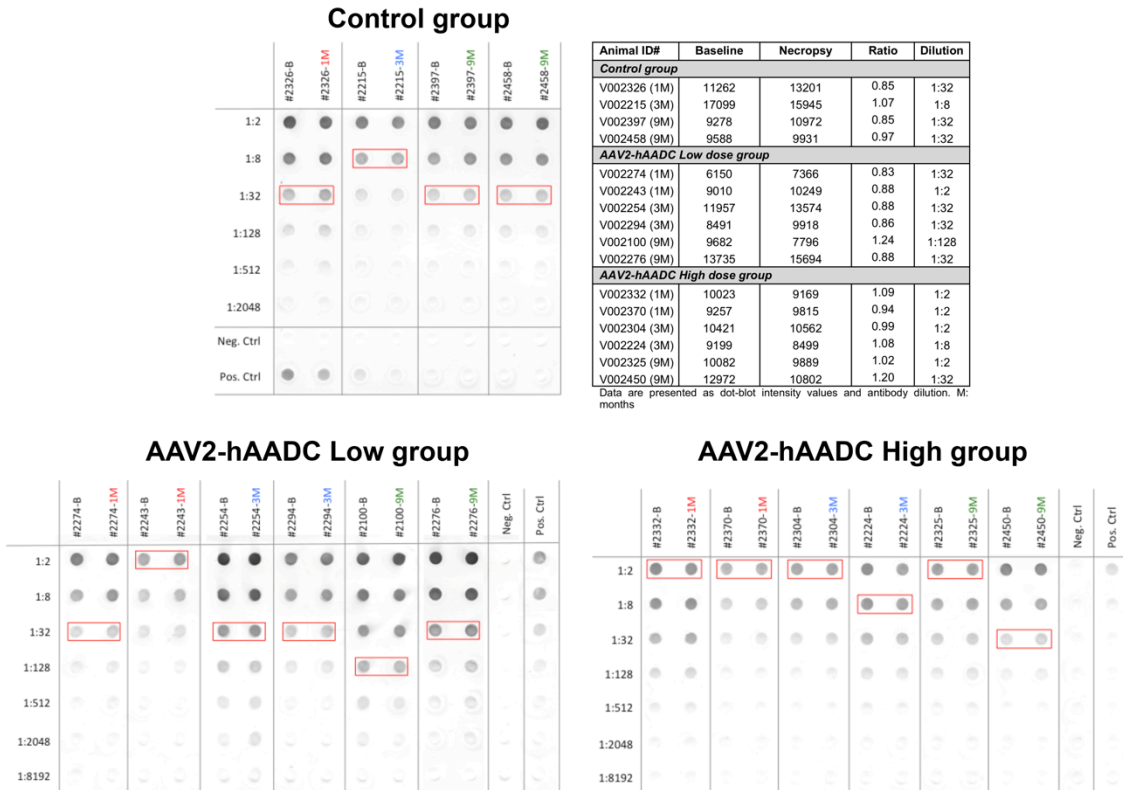 Control group
#2326-B #2326-1M #2215-B #2215-3M #2397-B #2397-9M #2458-B #2458-9M
1:2
1:8
1:32
1:128
1:512
1:2048
Neg. Ctrl
Pos. Ctrl
Animal ID# Baseline Necropsy Ratio Dilution
Control group
V002326 (1M) 11262 13201 0.85 1:32
V002215 (3M) 17099 15945 1.07 1:8
V002397 (9M) 9278 10972 0.85 1:32
V002458 (9M) 9588 9931 0.97 1:32
AAV2-hAADC Low dose group
V002274 (1M) 6150 7366 0.83 1:32
V002243 (1M) 9010 10249 0.88 1:2
V002254 (3M) 11957 13574 0.88 1:32
V002294 (3M) 8491 9918 0.86 1:32
V002100 (9M) 9682 7796 1.24 1:128
V002276 (9M) 13735 15694 0.88 1:32
AAV2-hAADC High dose group
V002332 (1M) 10023 9169 1.09 1:2
V002370 (1M) 9257 9815 0.94 1:2
V002304 (3M) 10421 10562 0.99 1:2
V002224 (3M) 9199 8499 1.08 1:8
V002325 (9M) 10082 9889 1.02 1:2
V002450 (9M) 12972 10802 1.20 1:32
Data are presented as dot-blot intensity values and antibody dilution. M:
months
AAV2-hAADC Low group
#2274-B #2274-1M #2243-B #2243-1M #2254-B #2254-3M #2294-B #2294-3M #2100-B #2100-9M #2276-B #2276-9M Neg. Ctrl Pos. Ctrl
1:2
1:8
1:32
1:128
1:512
1:2048
1:8192
AAV2-hAADC High group
#2332-B #2332-1M #2370-B #2370-1M #2304-B #2304-3M #2224-B #2224-3M #2325-B #2325-9M #2450-B #2450-9M Neg. Ctrl Pos. Ctrl
1:2
1:8
1:32
1:128
1:512
1:2048
1:8192